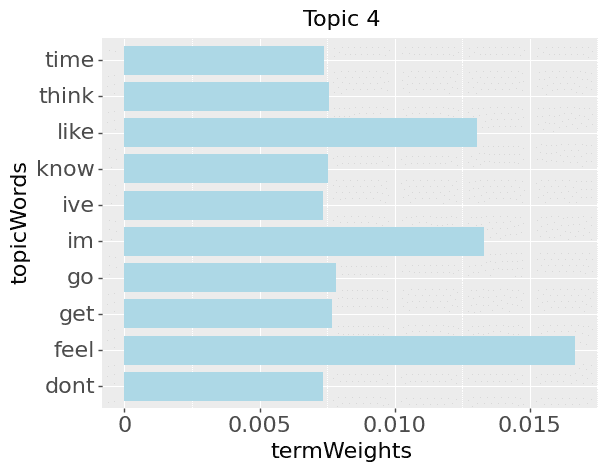 Topic 4
topicWords
time
think
like
know
ive
im
go
get
feel
dont
0
0.005
0.010
0.015
termWeights